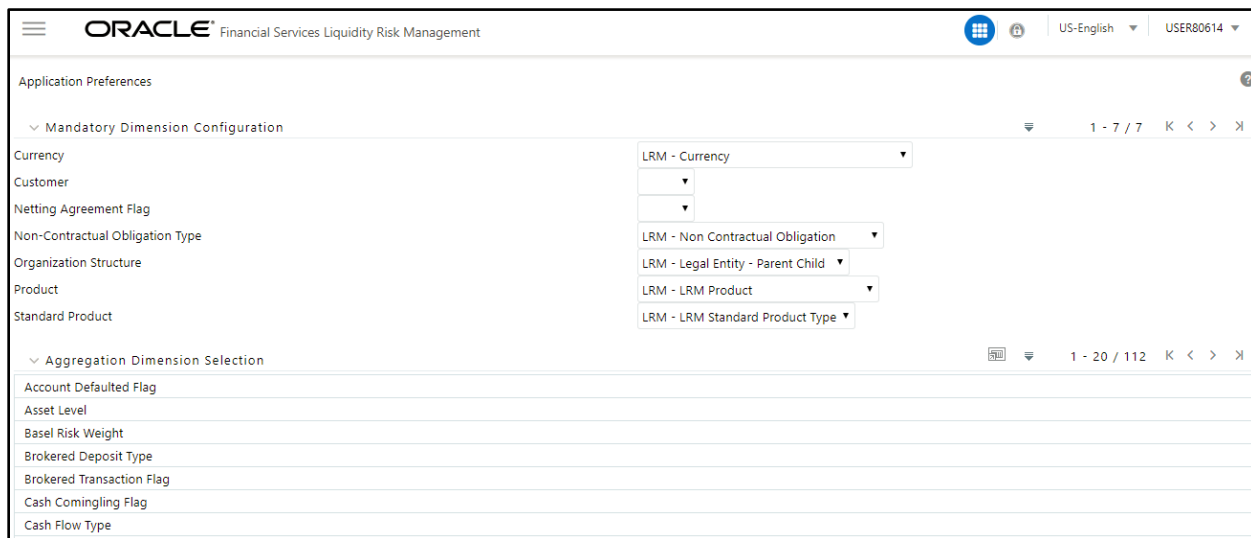 ORACLE® Financial Services Liquidity Risk Management US-English USER80614
Application Preferences ?
Mandatory Dimension Configuration 1 - 7 / 7
Currency LRM - Currency
Customer
Netting Agreement Flag
Non-Contractual Obligation Type LRM - Non Contractual Obligation
Organization Structure LRM - Legal Entity - Parent Child
Product LRM - LRM Product
Standard Product LRM - LRM Standard Product Type
Aggregation Dimension Selection 1 - 20 / 112
Account Defaulted Flag
Asset Level
Basel Risk Weight
Brokered Deposit Type
Brokered Transaction Flag
Cash Comingling Flag
Cash Flow Type